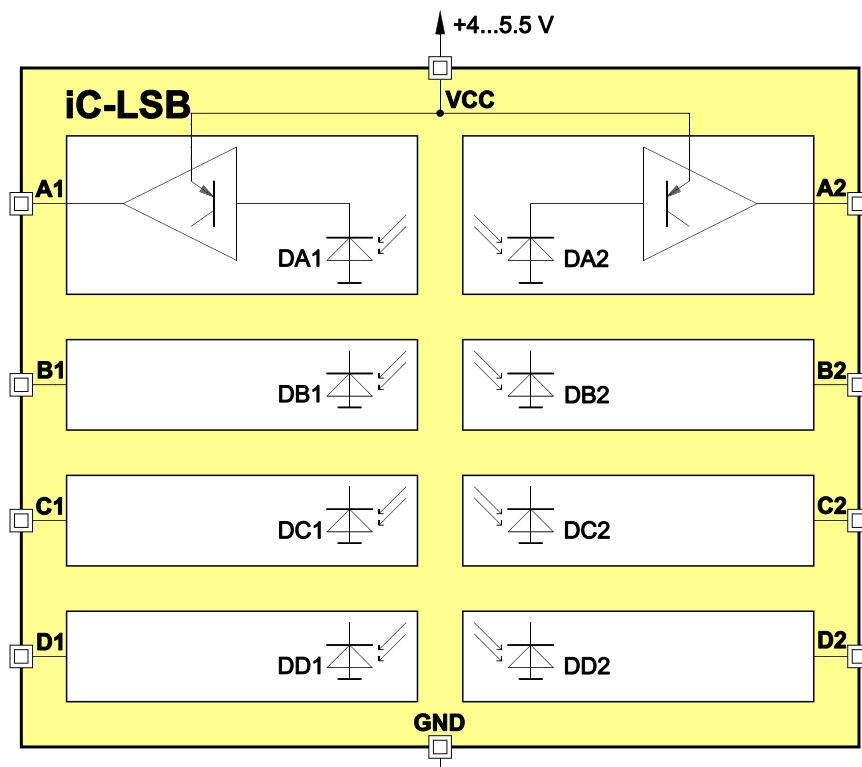 +4...5.5 V
iC-LSB
VCC
A1
A2
DA1
DA2
B1
B2
DB1
DB2
C1
C2
DC1
DC2
D1
D2
DD1
DD2
GND